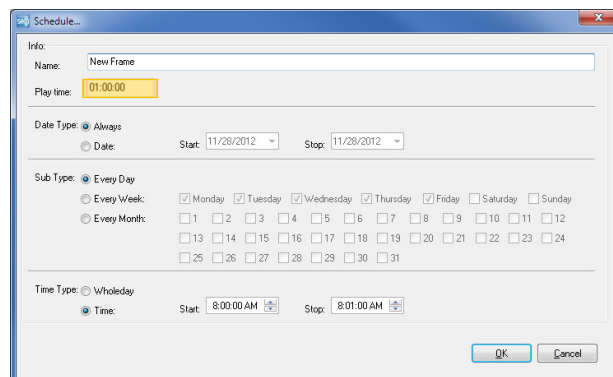 Schedule...
Info:
Name: New Frame
Play time: 01:00:00
Date Type: Always
Date: Start: 11/28/2012 Stop: 11/28/2012
Sub Type: Every Day
Every Week: Monday Tuesday Wednesday Thursday Friday Saturday Sunday
Every Month: 1 2 3 4 5 6 7 8 9 10 11 12
13 14 15 16 17 18 19 20 21 22 23 24
25 26 27 28 29 30 31
Time Type: Wholeday
Time: Start: 8:00:00 AM Stop: 8:01:00 AM
OK Cancel